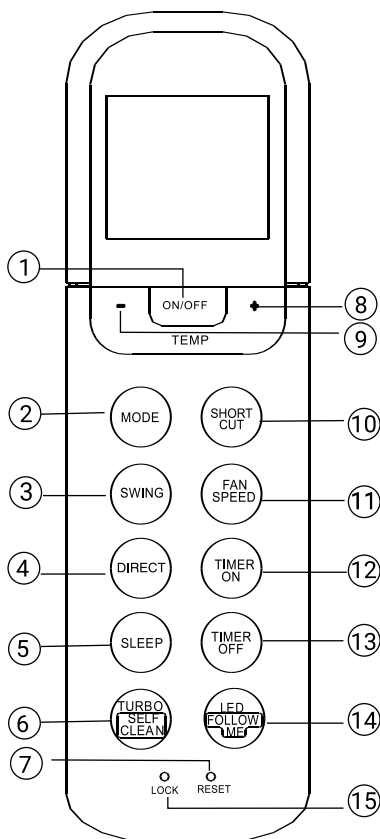 1
ON/OFF
8
- +
9
TEMP
2
MODE
SHORT
CUT
10
3
SWING
FAN
SPEED
11
4
DIRECT
TIMER
ON
12
5
SLEEP
TIMER
OFF
13
6
TURBO
SELF
CLEAN
LED
FOLLOW
ME
14
7
LOCK
RESET
15